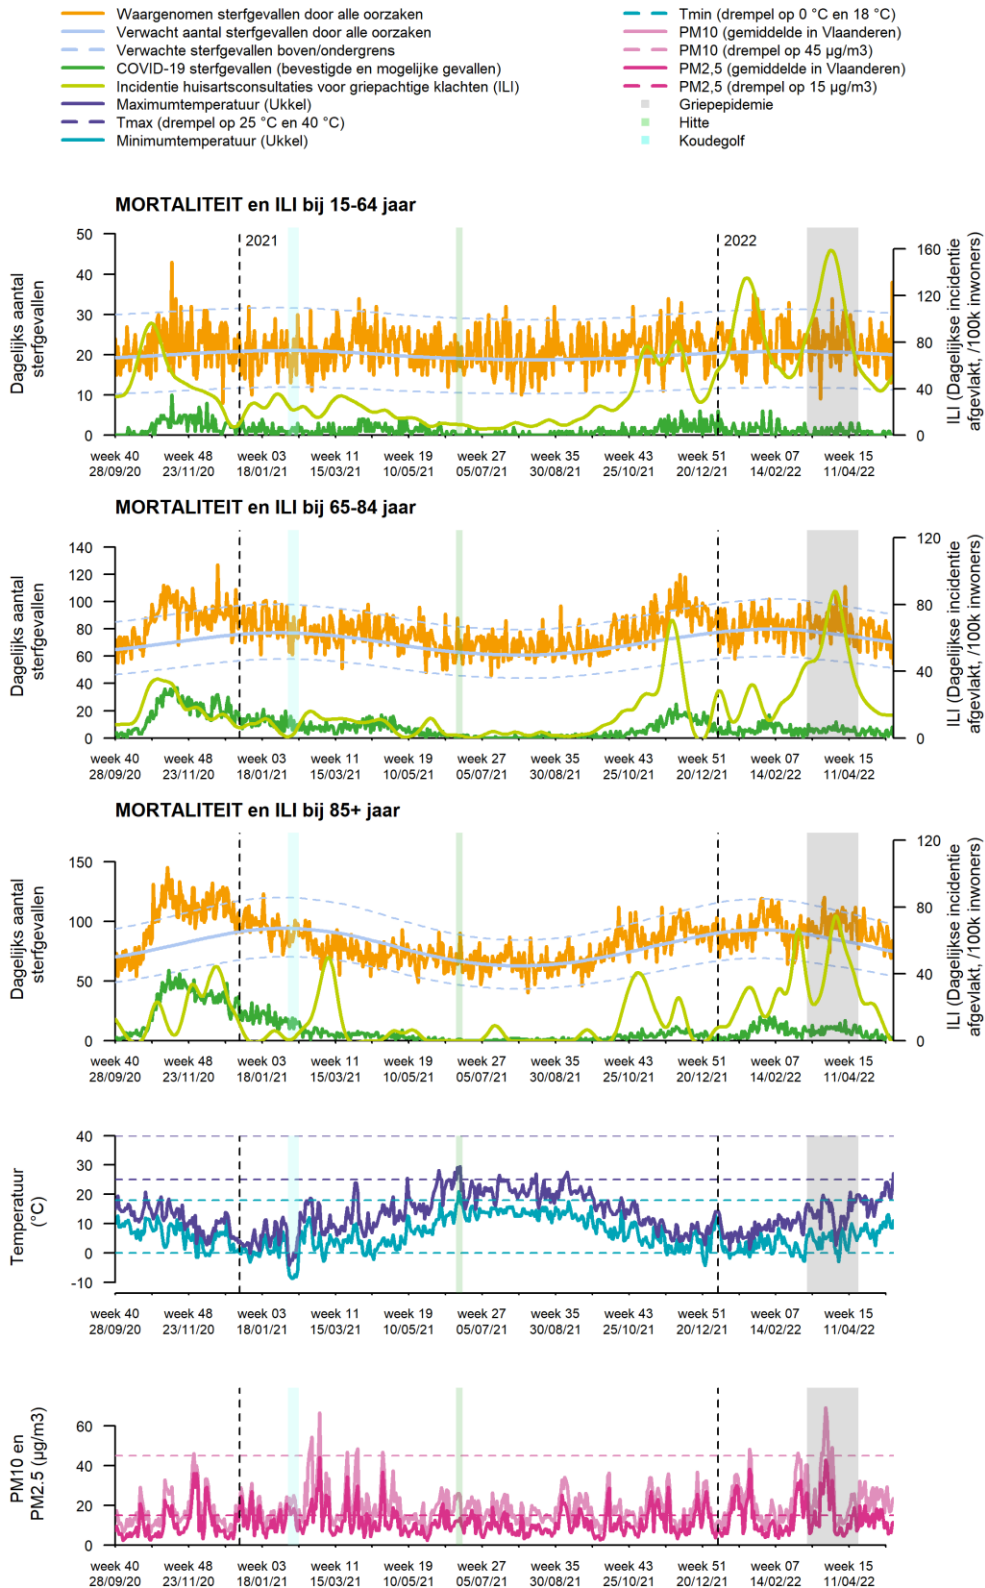 Waargenomen sterfgevallen door alle oorzaken
Verwacht aantal sterfgevallen door alle oorzaken
Verwachte sterfgevallen boven/ondergrens
COVID-19 sterfgevallen (bevestigde en mogelijke gevallen)
Incidentie huisartsconsultaties voor griepachtige klachten (ILI)
Maximumtemperatuur (Ukkel)
Tmax (drempel op 25 °C en 40 °C)
Minimumtemperatuur (Ukkel)
Tmin (drempel op 0 °C en 18 °C)
PM10 (gemiddelde in Vlaanderen)
PM10 (drempel op 45 µg/m3)
PM2,5 (gemiddelde in Vlaanderen)
PM2,5 (drempel op 15 µg/m3)
Griepepidemie
Hitte
Koudegolf
MORTALITEIT en ILI bij 15-64 jaar
Dagelijks aantal
sterfgevallen
50
40
30
20
10
0
2021
2022
160
120
80
40
0
ILI (Dagelijkse incidentie
afgevlakt, /100k inwoners)
week 40 week 48 week 03 week 11 week 19 week 27 week 35 week 43 week 51 week 07 week 15
28/09/20 23/11/20 18/01/21 15/03/21 10/05/21 05/07/21 30/08/21 25/10/21 20/12/21 14/02/22 11/04/22
MORTALITEIT en ILI bij 65-84 jaar
Dagelijks aantal
sterfgevallen
140
120
100
80
60
40
20
0
120
80
40
0
ILI (Dagelijkse incidentie
afgevlakt, /100k inwoners)
week 40 week 48 week 03 week 11 week 19 week 27 week 35 week 43 week 51 week 07 week 15
28/09/20 23/11/20 18/01/21 15/03/21 10/05/21 05/07/21 30/08/21 25/10/21 20/12/21 14/02/22 11/04/22
MORTALITEIT en ILI bij 85+ jaar
Dagelijks aantal
sterfgevallen
150
100
50
0
120
80
40
0
ILI (Dagelijkse incidentie
afgevlakt, /100k inwoners)
week 40 week 48 week 03 week 11 week 19 week 27 week 35 week 43 week 51 week 07 week 15
28/09/20 23/11/20 18/01/21 15/03/21 10/05/21 05/07/21 30/08/21 25/10/21 20/12/21 14/02/22 11/04/22
Temperatuur
(°C)
40
30
20
10
0
-10
week 40 week 48 week 03 week 11 week 19 week 27 week 35 week 43 week 51 week 07 week 15
28/09/20 23/11/20 18/01/21 15/03/21 10/05/21 05/07/21 30/08/21 25/10/21 20/12/21 14/02/22 11/04/22
PM10 en
PM2.5 (µg/m3)
60
40
20
0
week 40 week 48 week 03 week 11 week 19 week 27 week 35 week 43 week 51 week 07 week 15
28/09/20 23/11/20 18/01/21 15/03/21 10/05/21 05/07/21 30/08/21 25/10/21 20/12/21 14/02/22 11/04/22